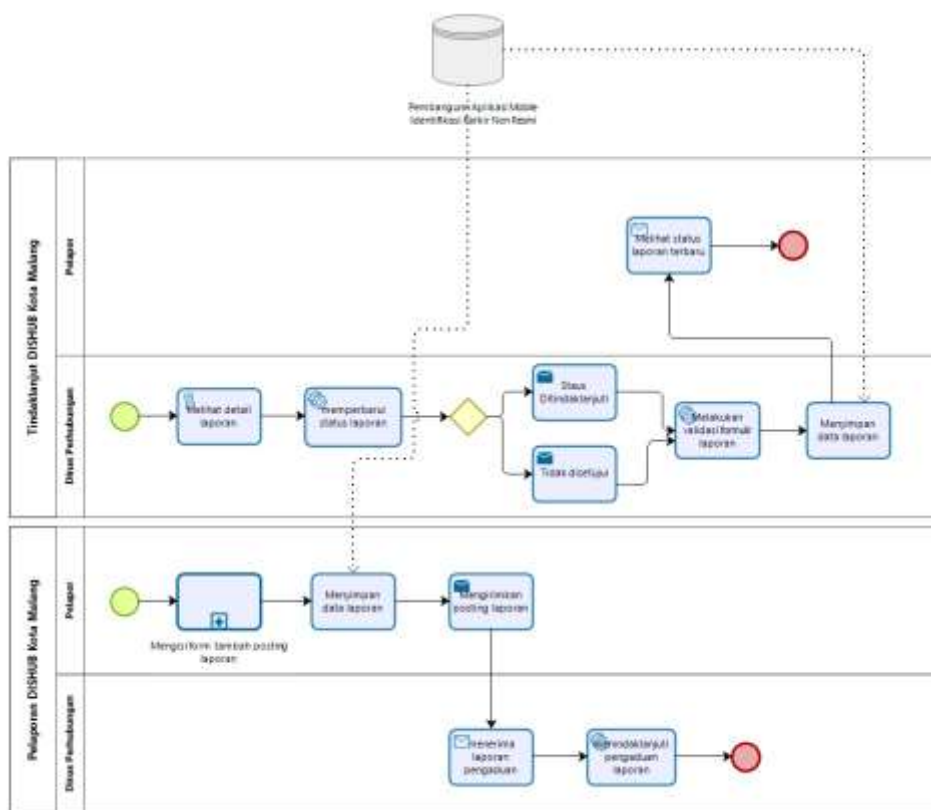 Pembangunan Aplikasi Mobile
Identifikasi Parkir Non Resmi
Tindaklanjut DISHUB Kota Malang
Pelapor
Melihat status
laporan terbaru
Dinas Perhubungan
Melihat detail
laporan
memperbarui
status laporan
Staus
Ditindaklanjuti
Tidak disetujui
Melakukan
validasi formulir
laporan
Menyimpan
data laporan
Pelaporan DISHUB Kota Malang
Pelapor
Mengisi form tambah posting
laporan
Menyimpan
data laporan
Mengirimkan
posting laporan
Dinas Perhubungan
menerima
laporan
pengaduan
menindaklanjuti
pengaduan
laporan